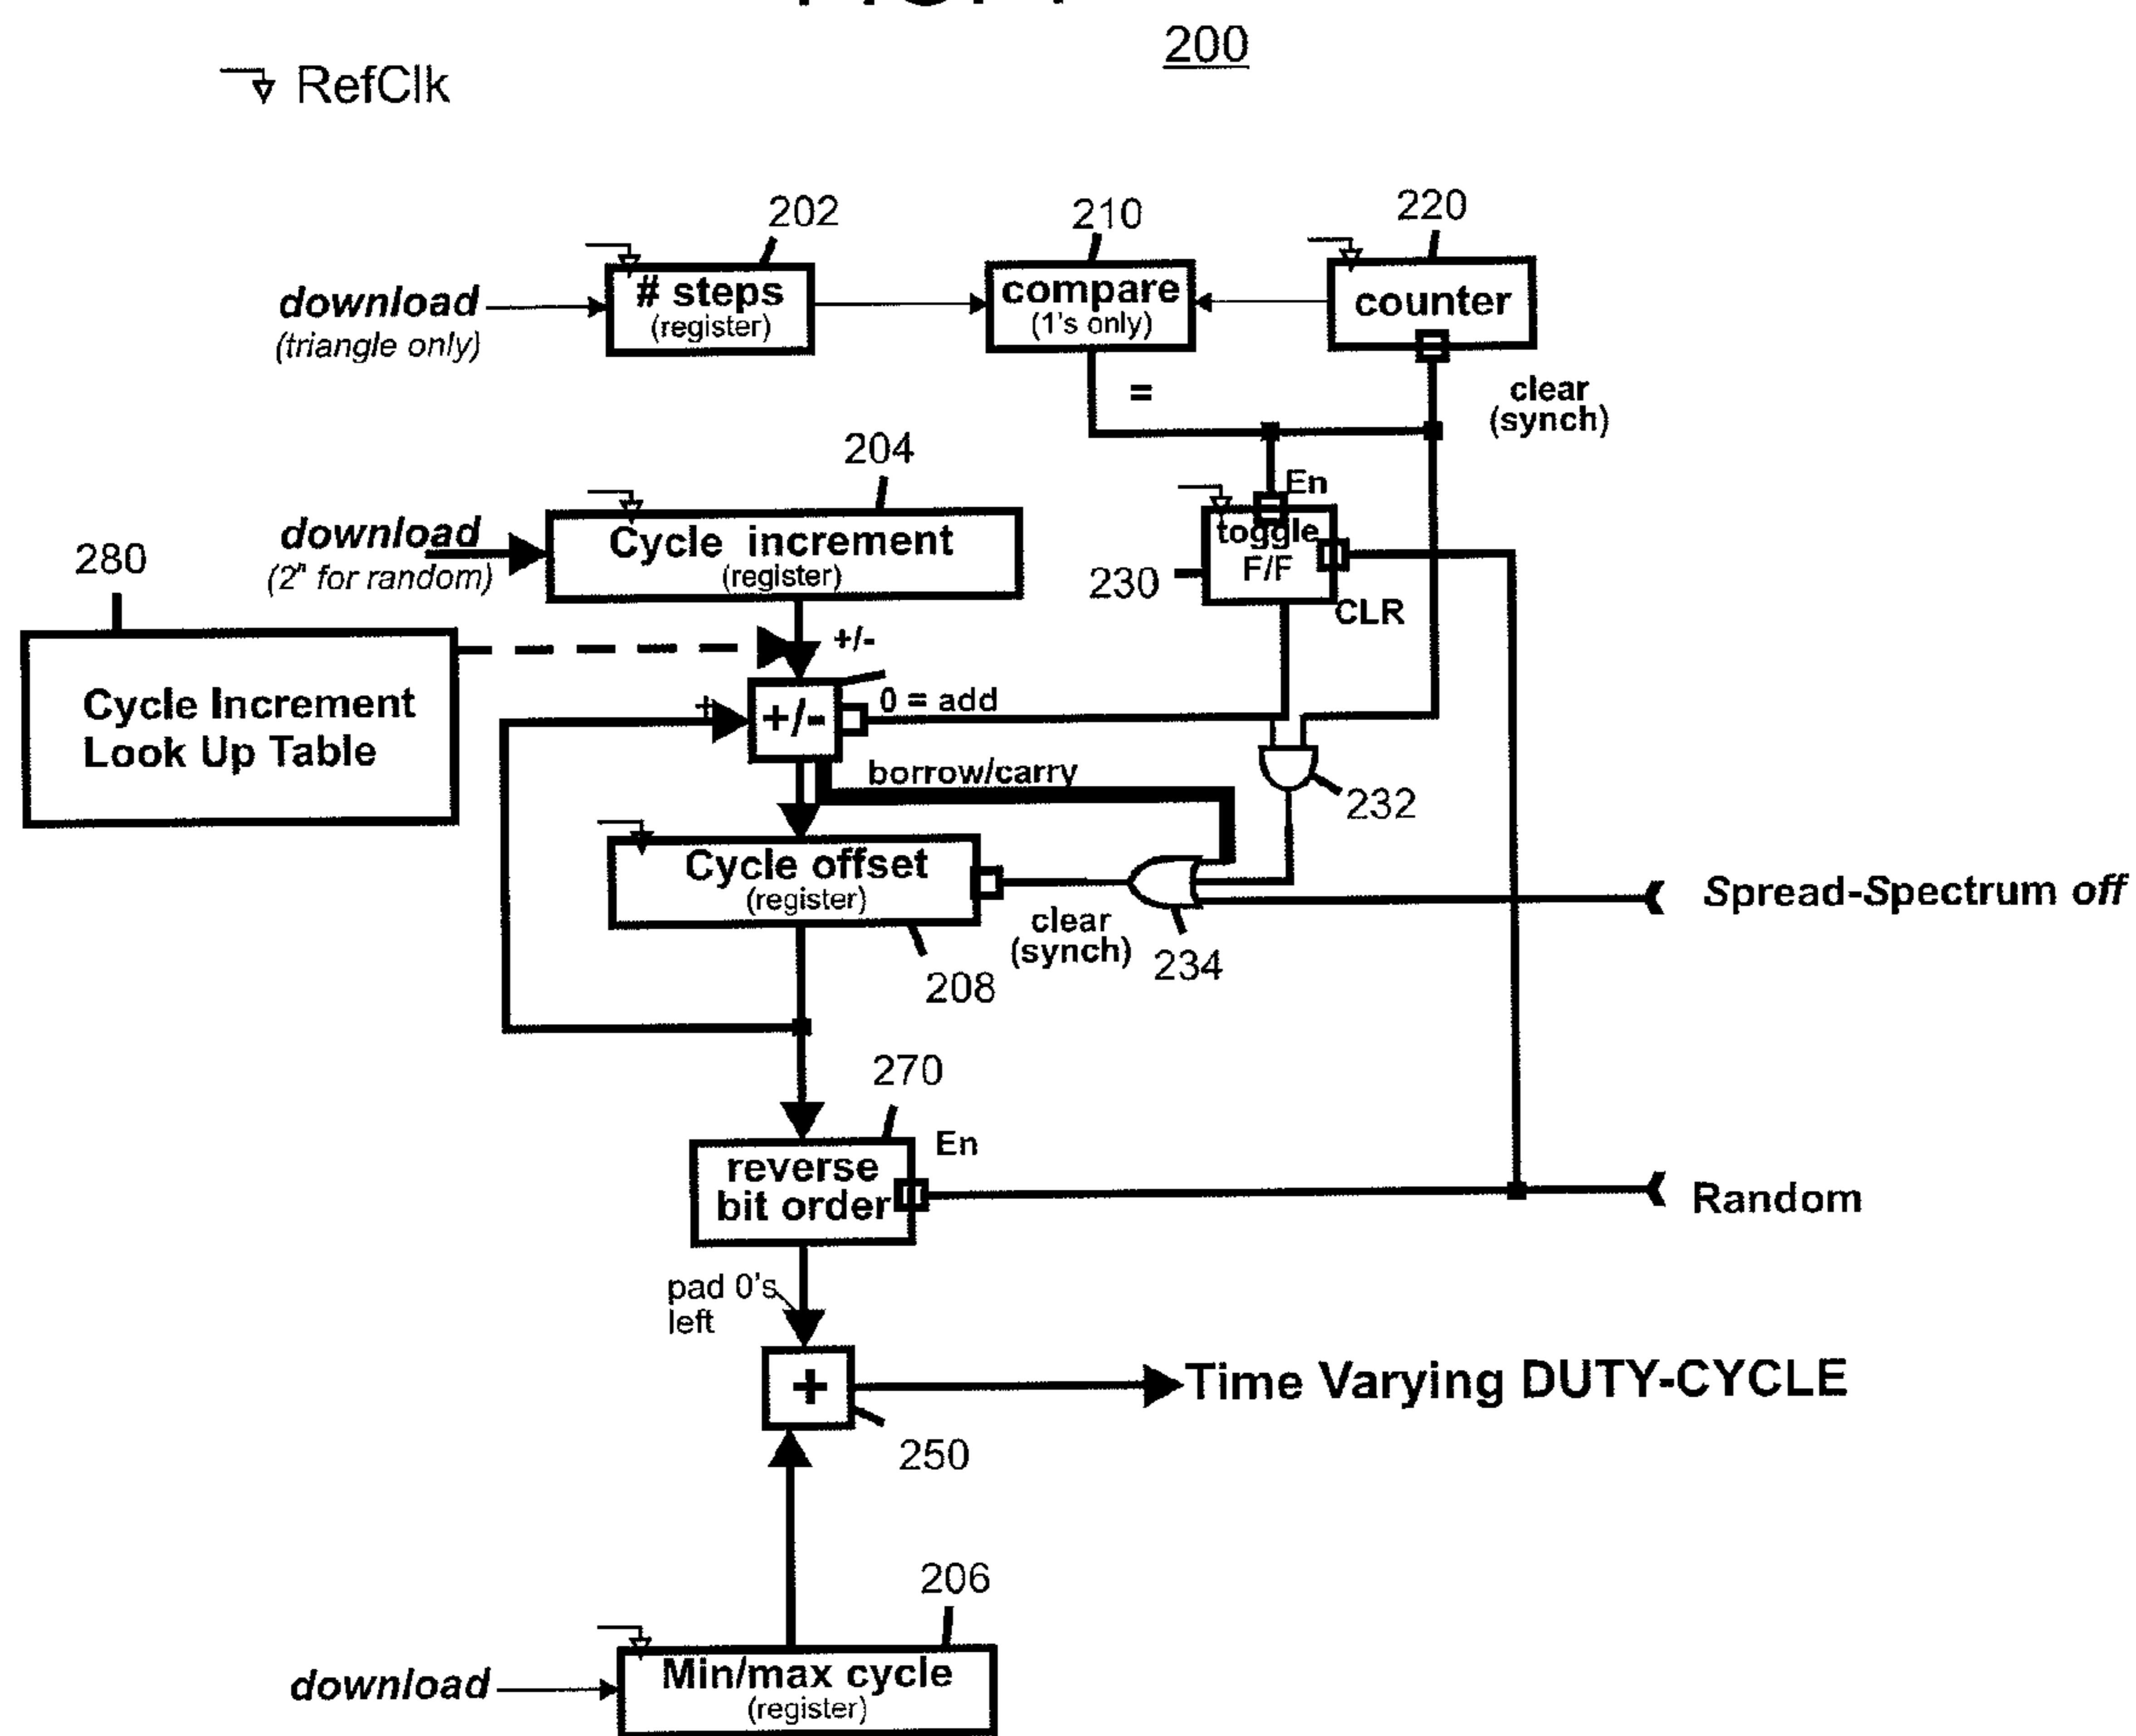 200
RefClk
202
210
220
download
(triangle only)
# steps
(register)
compare
(1's only)
counter
=
clear
(synch)
204
En
download
(2ⁿ for random)
Cycle increment
(register)
toggle
F/F
230
CLR
280
+/-
Cycle Increment
Look Up Table
+
+/-
0 = add
borrow/carry
232
Cycle offset
(register)
clear
(synch)
234
Spread-Spectrum off
208
270
En
reverse
bit order
Random
pad 0's
left
+
Time Varying DUTY-CYCLE
250
206
download
Min/max cycle
(register)